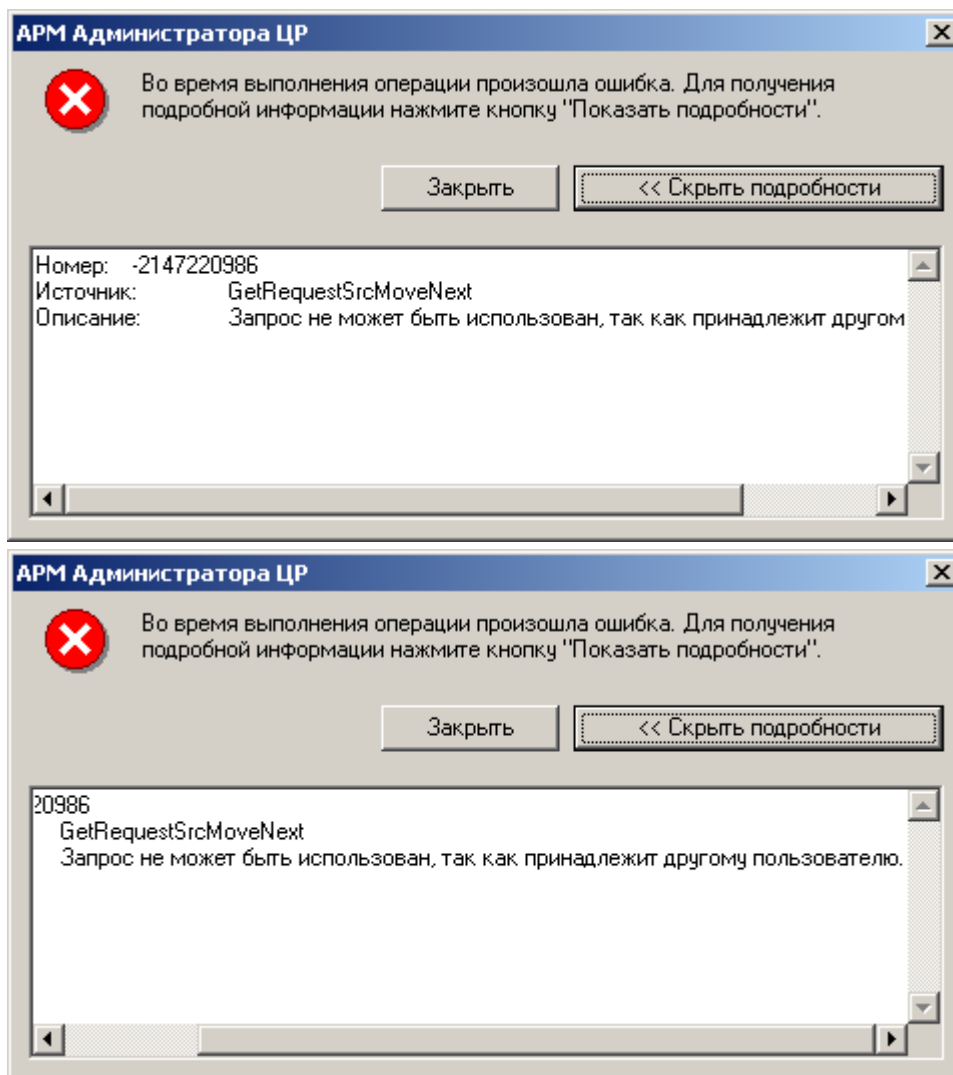 АРМ Администратора ЦР
Во время выполнения операции произошла ошибка. Для получения
подробной информации нажмите кнопку "Показать подробности".
Закрыть
<< Скрыть подробности
Номер: -2147220986
Источник: GetRequestSrcMoveNext
Описание: Запрос не может быть использован, так как принадлежит другом
АРМ Администратора ЦР
Во время выполнения операции произошла ошибка. Для получения
подробной информации нажмите кнопку "Показать подробности".
Закрыть
<< Скрыть подробности
20986
GetRequestSrcMoveNext
Запрос не может быть использован, так как принадлежит другому пользователю.